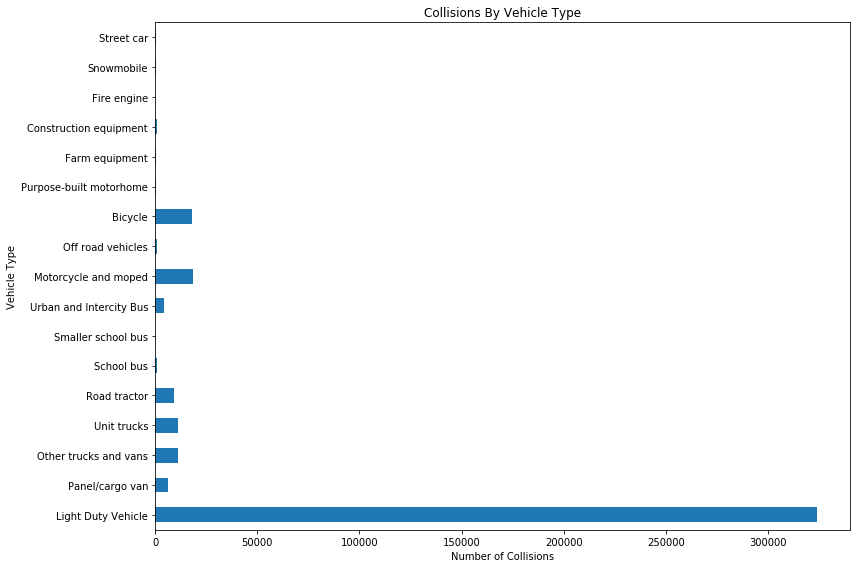 Collisions By Vehicle Type
Street car
Snowmobile
Fire engine
Construction equipment
Farm equipment
Purpose-built motorhome
Bicycle
Off road vehicles
Motorcycle and moped
Urban and Intercity Bus
Smaller school bus
School bus
Road tractor
Unit trucks
Other trucks and vans
Panel/cargo van
Light Duty Vehicle
Vehicle Type
0 50000 100000 150000 200000 250000 300000
Number of Collisions